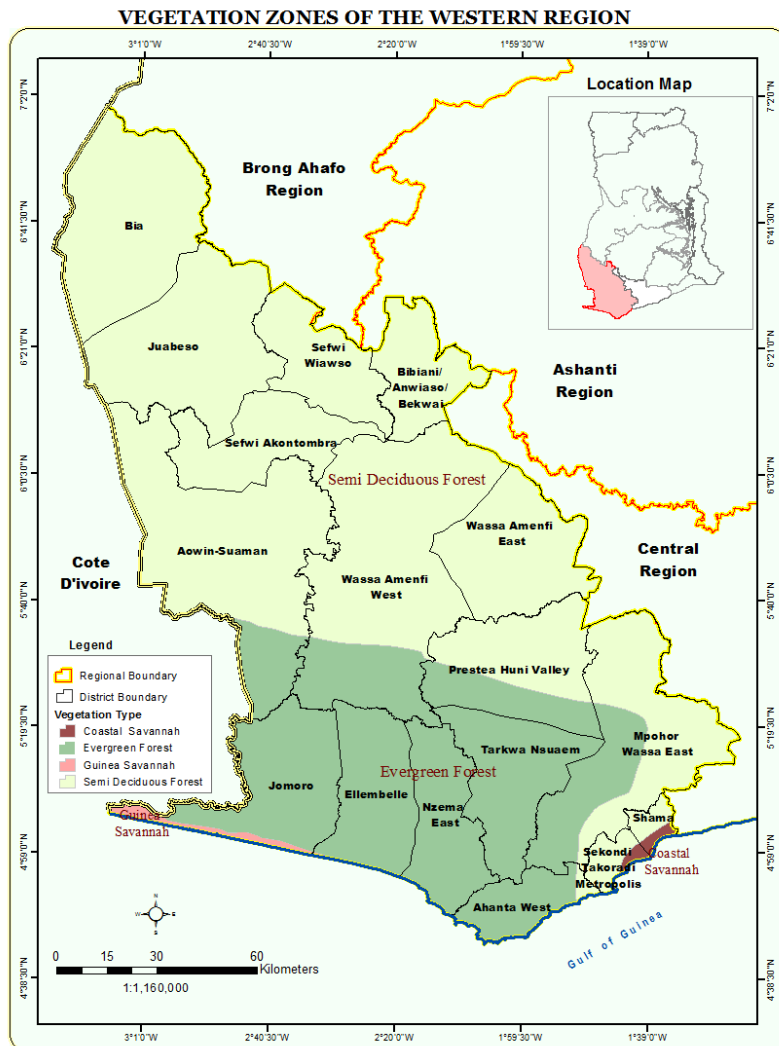 VEGETATION ZONES OF THE WESTERN REGION
3°1'0"W 2°40'30"W 2°20'0"W 1°59'30"W 1°39'0"W
7°2'0"N
7°2'0"N
Location Map
Brong Ahafo
Region
Bia
6°41'30"N
6°41'30"N
Juabeso
Sefwi
Wiawso
Bibiani/
Anwiaso/
Bekwai
6°21'0"N
6°21'0"N
Ashanti
Region
Sefwi Akontombra
Semi Deciduous Forest
6°0'30"N
6°0'30"N
Wassa Amenfi
East
Aowin-Suaman
Cote
D'ivoire
Wassa Amenfi
West
Central
Region
5°40'0"N
5°40'0"N
Legend
Regional Boundary
District Boundary
Vegetation Type
Coastal Savannah
Evergreen Forest
Guinea Savannah
Semi Deciduous Forest
Prestea Huni Valley
5°19'30"N
5°19'30"N
Mpohor
Wassa East
Tarkwa Nsuaem
Evergreen Forest
Jomoro
Ellembelle
Nzema
East
Guinea
Savannah
Shama
4°59'0"N
4°59'0"N
Sekondi
Takoradi
Metropolis
Coastal
Savannah
Ahanta West
Gulf of Guinea
N
W E
S
0 15 30 60
Kilometers
1:1,160,000
4°38'30"N
4°38'30"N
3°1'0"W 2°40'30"W 2°20'0"W 1°59'30"W 1°39'0"W